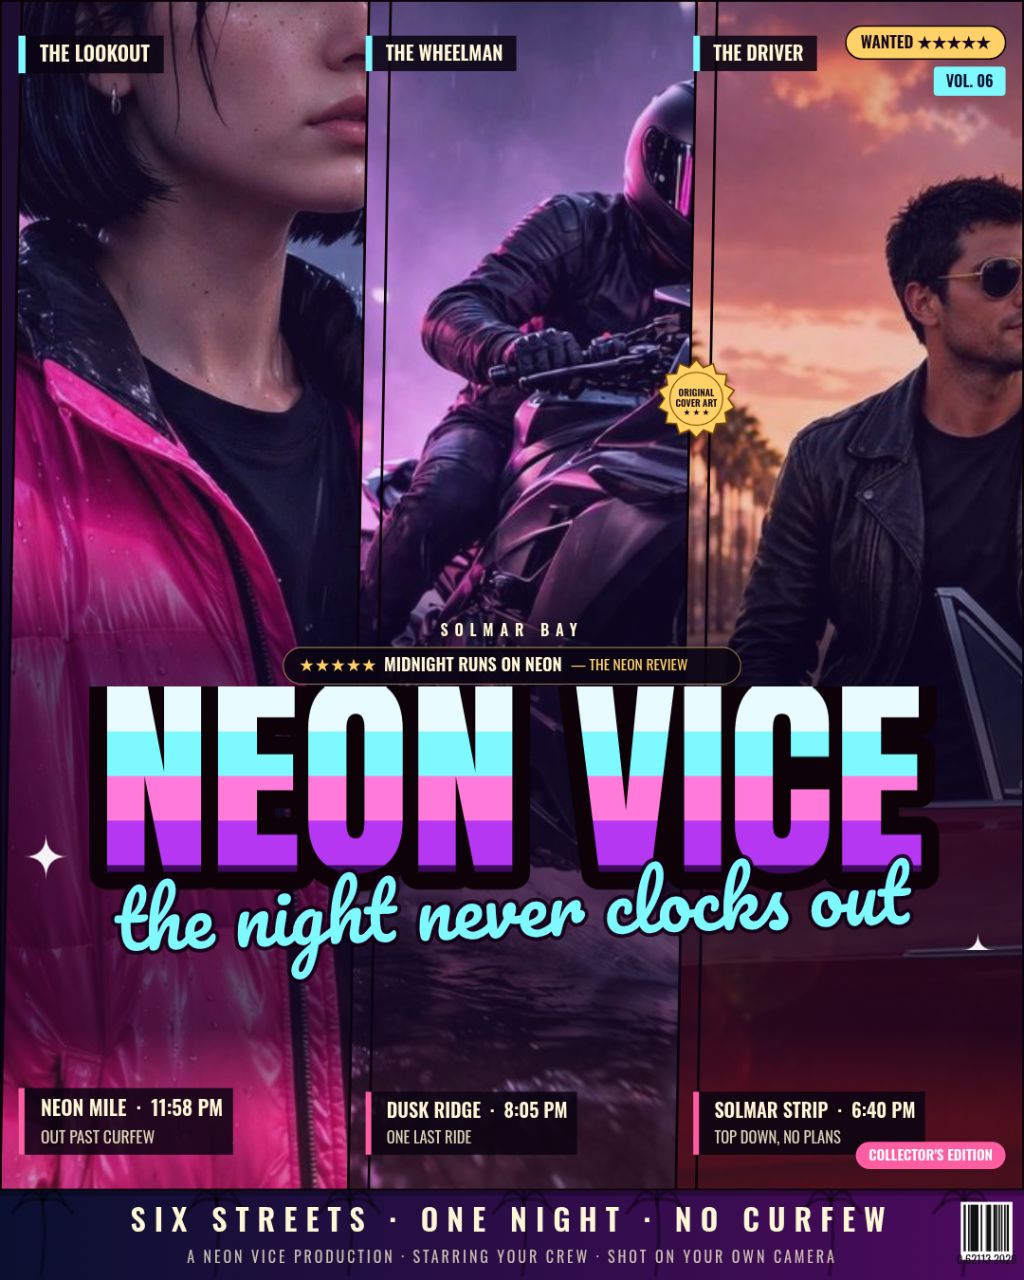 THE LOOKOUT
THE WHEELMAN
THE DRIVER
WANTED ★★★★★
VOL. 06
ORIGINAL
COVER ART
★ ★ ★
SOLMAR BAY
★★★★★ MIDNIGHT RUNS ON NEON — THE NEON REVIEW
NEON VICE
the night never clocks out
NEON MILE · 11:58 PM
OUT PAST CURFEW
DUSK RIDGE · 8:05 PM
ONE LAST RIDE
SOLMAR STRIP · 6:40 PM
TOP DOWN, NO PLANS
COLLECTOR'S EDITION
SIX STREETS · ONE NIGHT · NO CURFEW
A NEON VICE PRODUCTION · STARRING YOUR CREW · SHOT ON YOUR OWN CAMERA